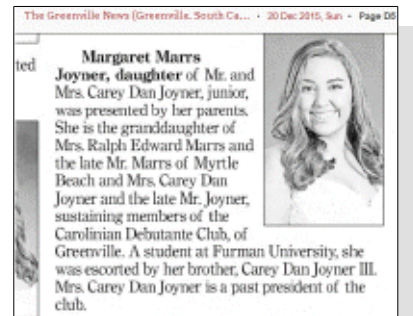 The Greenville News (Greenville, South Ca... · 20 Dec 2015, Sun · Page D5
ted
Margaret Marrs
Joyner, daughter of Mr. and
Mrs. Carey Dan Joyner, junior,
was presented by her parents.
She is the granddaughter of
Mrs. Ralph Edward Marrs and
the late Mr. Marrs of Myrtle
Beach and Mrs. Carey Dan
Joyner and the late Mr. Joyner,
sustaining members of the
Carolinian Debutante Club, of
Greenville. A student at Furman University, she
was escorted by her brother, Carey Dan Joyner III.
Mrs. Carey Dan Joyner is a past president of the
club.